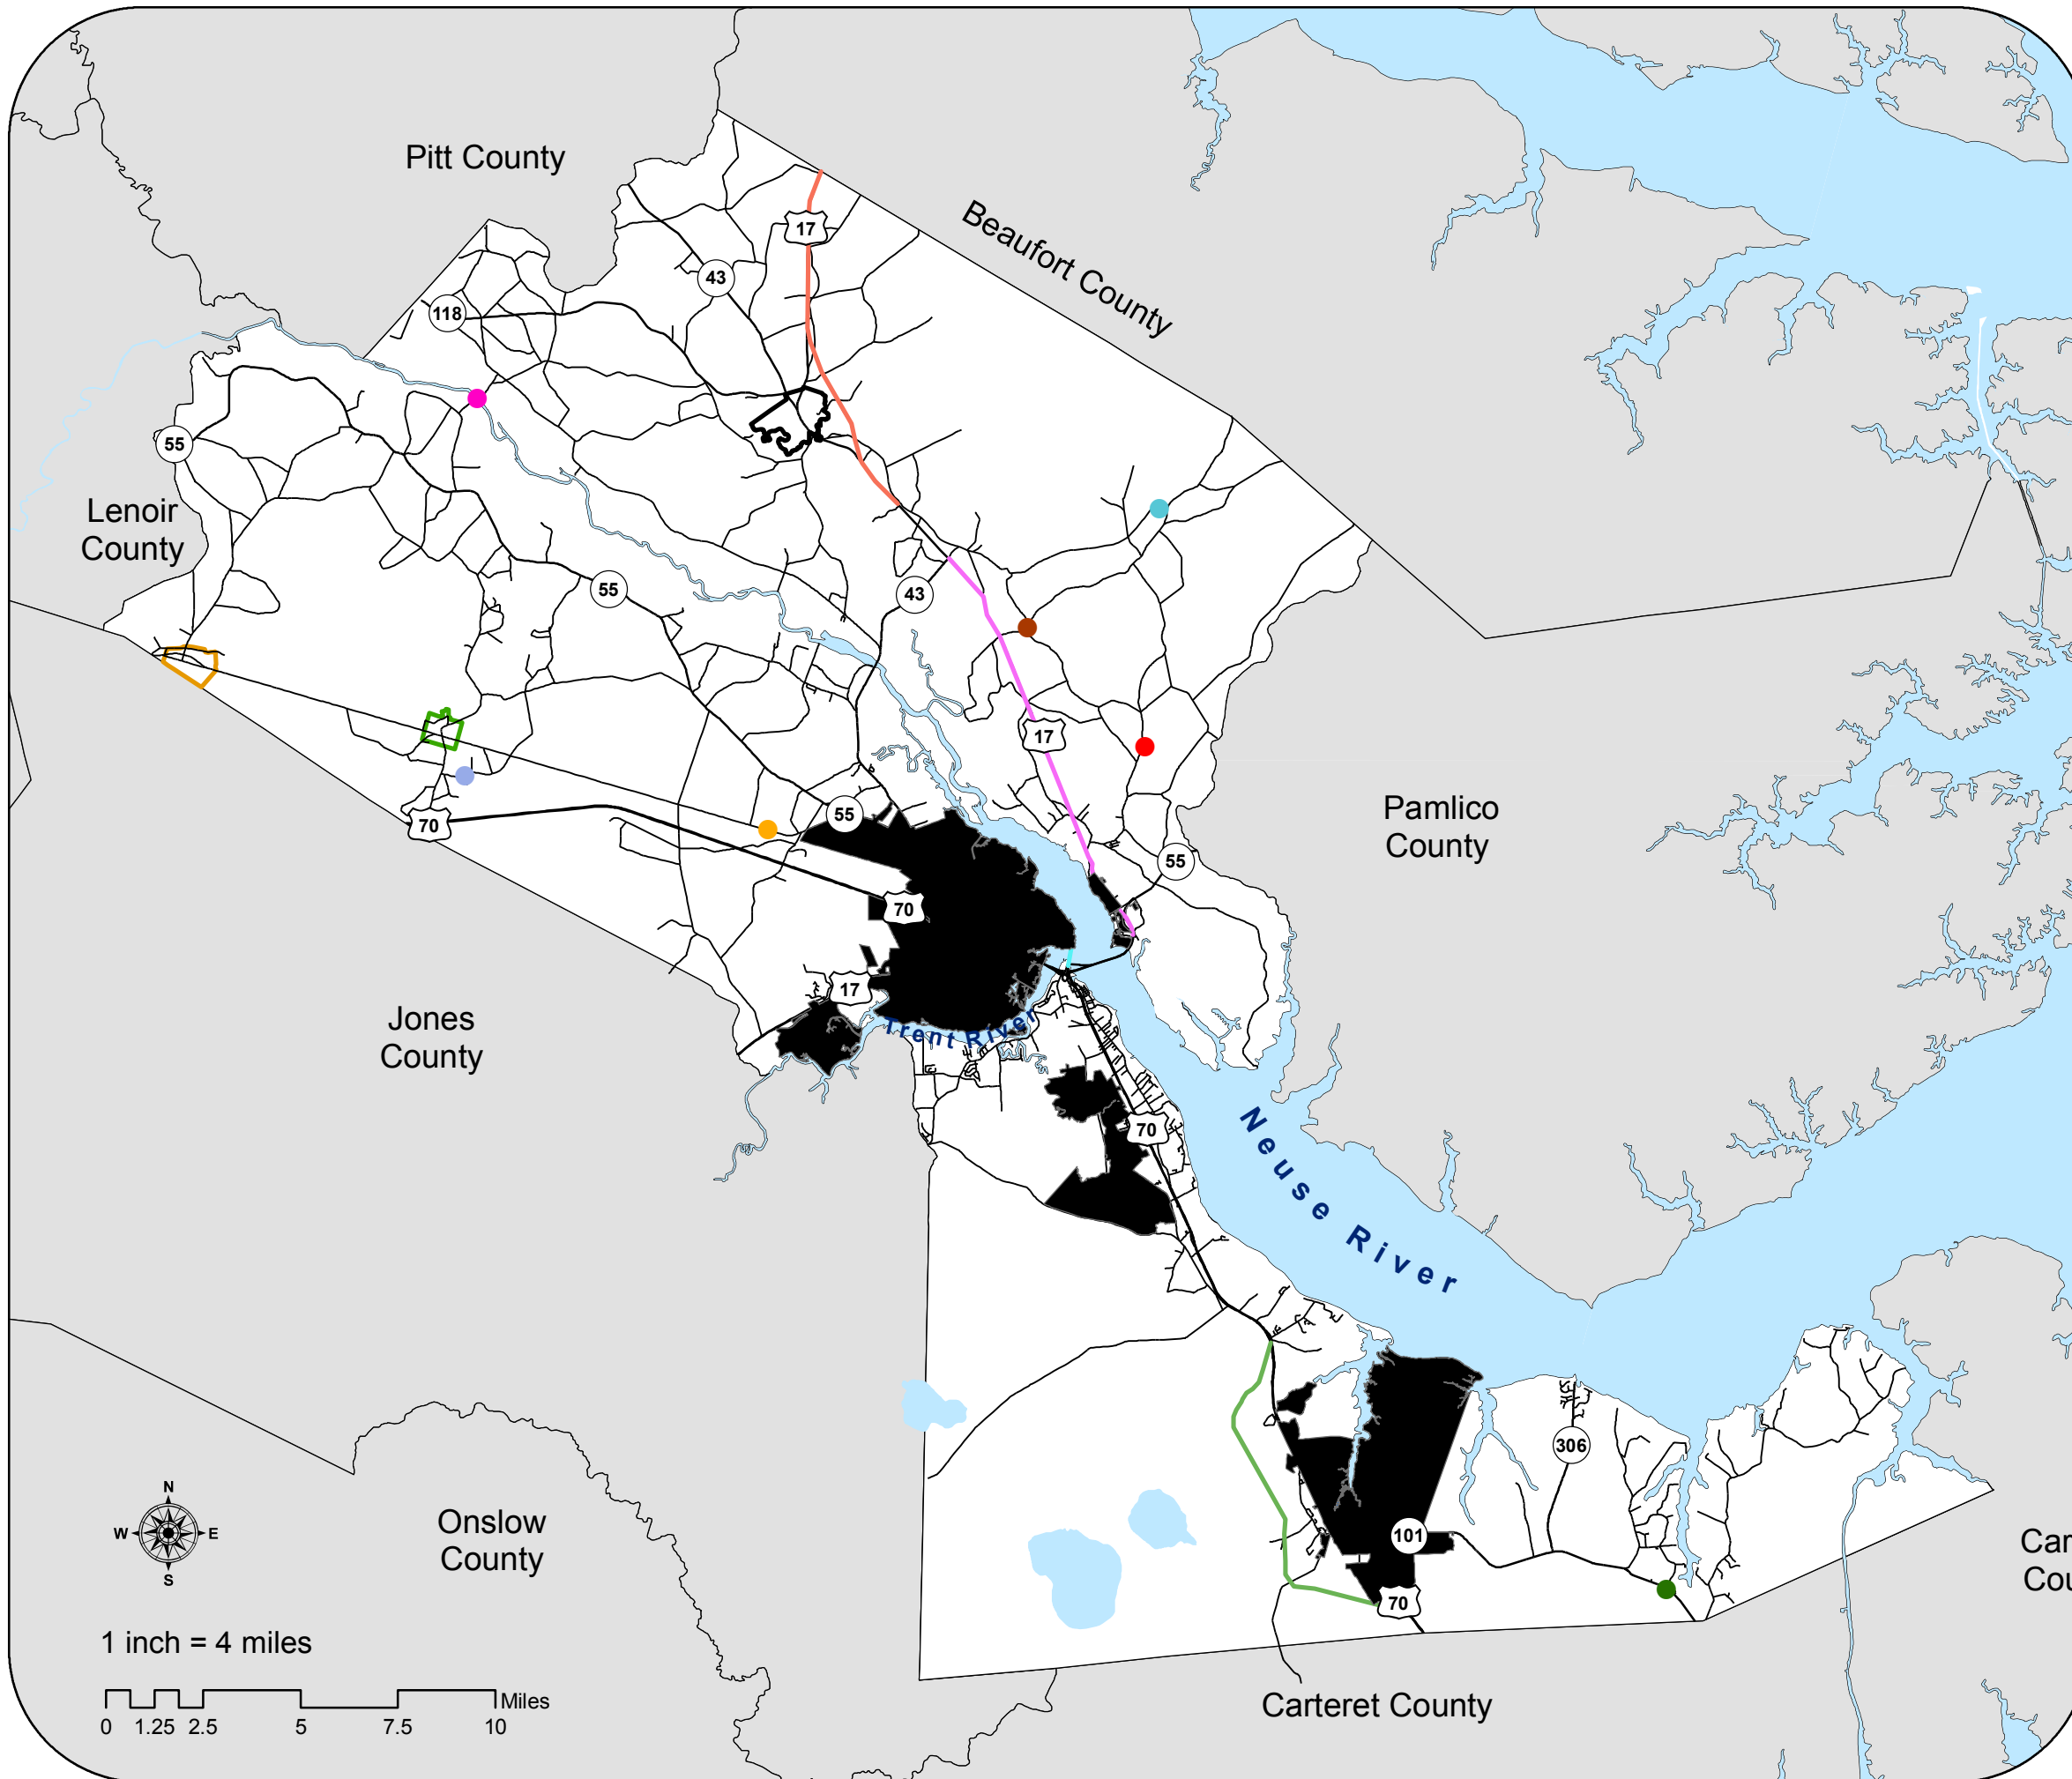 Pitt County
Beaufort County
17
43
118
55
Lenoir
County
55
43
17
Pamlico
County
70
55
55
70
17
Trent River
Jones
County
70
Neuse River
306
101
70
N
W
E
S
Onslow
County
Car
Cou
1 inch = 4 miles
Miles
0 1.25 2.5 5 7.5 10
Carteret County